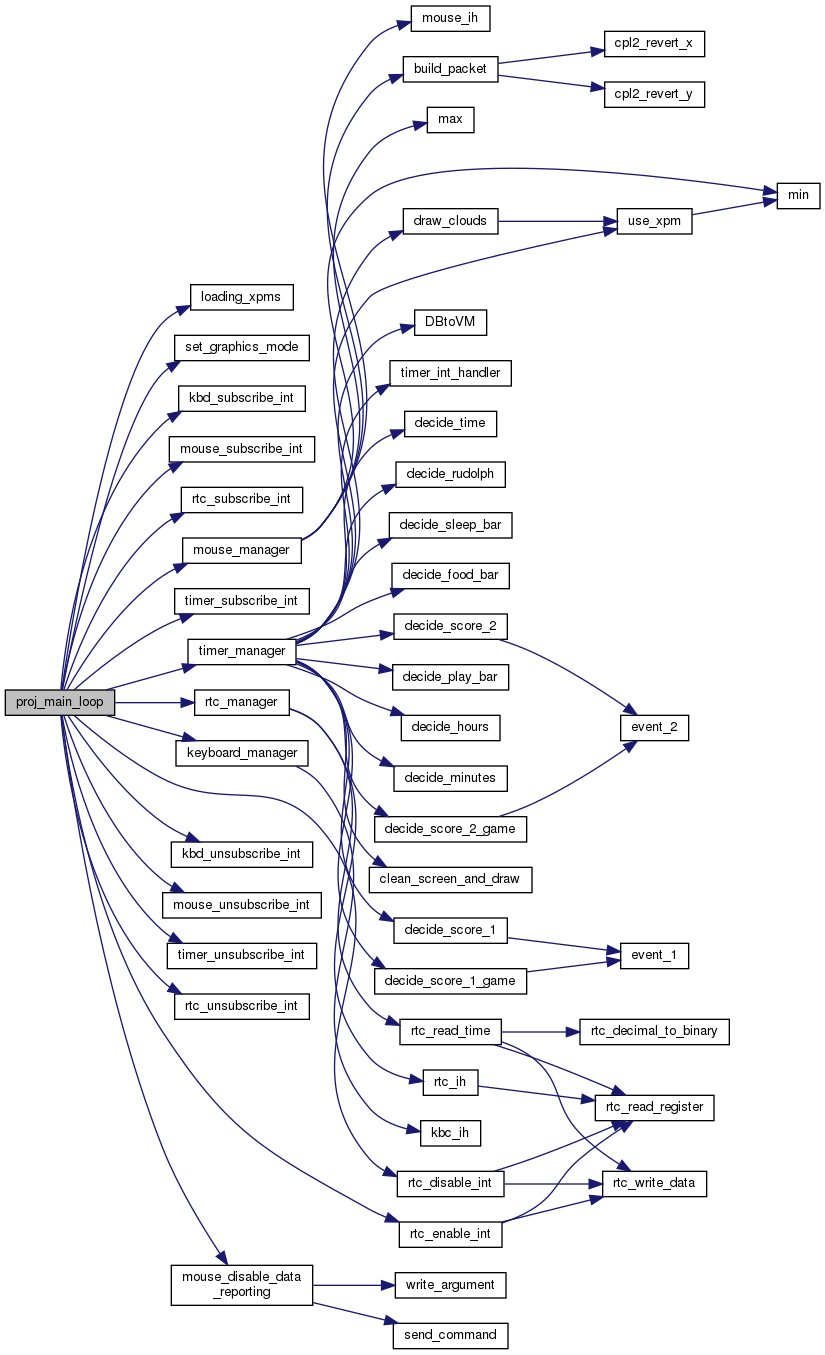 mouse_ih
cpl2_revert_x
build_packet
cpl2_revert_y
max
min
draw_clouds
use_xpm
loading_xpms
DBtoVM
set_graphics_mode
timer_int_handler
kbd_subscribe_int
decide_time
mouse_subscribe_int
decide_rudolph
rtc_subscribe_int
decide_sleep_bar
mouse_manager
decide_food_bar
timer_subscribe_int
decide_score_2
timer_manager
decide_play_bar
proj_main_loop
rtc_manager
decide_hours
event_2
keyboard_manager
decide_minutes
decide_score_2_game
kbd_unsubscribe_int
clean_screen_and_draw
mouse_unsubscribe_int
decide_score_1
timer_unsubscribe_int
event_1
decide_score_1_game
rtc_unsubscribe_int
rtc_read_time
rtc_decimal_to_binary
rtc_ih
rtc_read_register
kbc_ih
rtc_disable_int
rtc_write_data
rtc_enable_int
mouse_disable_data
_reporting
write_argument
send_command